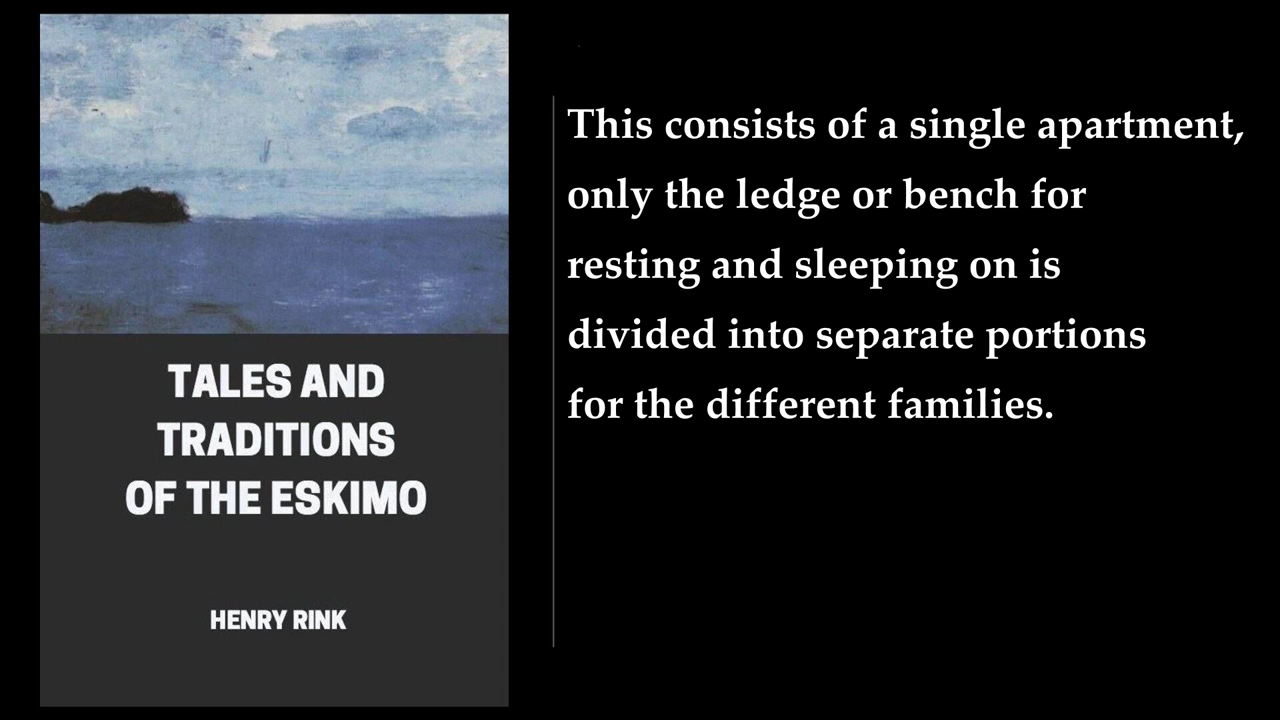 TALES AND
TRADITIONS
OF THE ESKIMO
HENRY RINK
This consists of a single apartment,
only the ledge or bench for
resting and sleeping on is
divided into separate portions
for the different families.